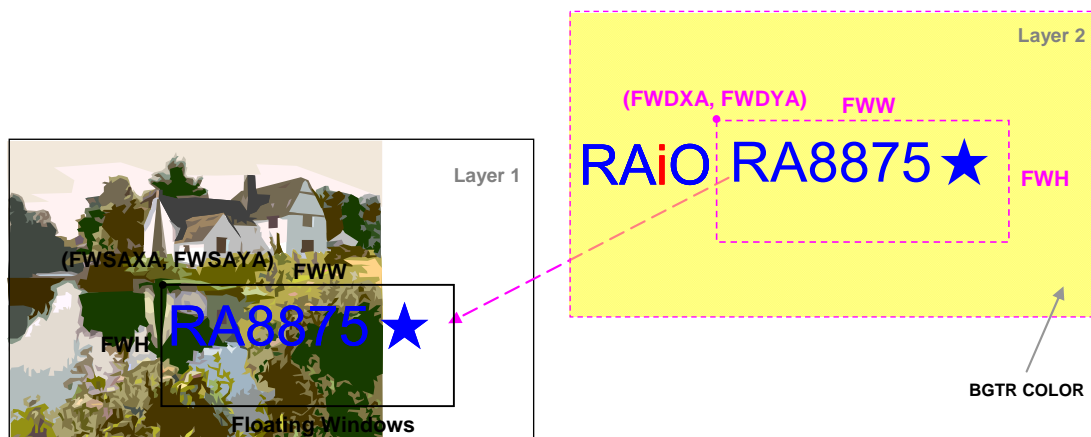 Layer 2
(FWDXA, FWDYA)
FWW
RAiO RA8875
FWH
BGTR COLOR
Layer 1
(FWSAXA, FWSAYA)
FWW
RA8875
FWH
Floating Windows